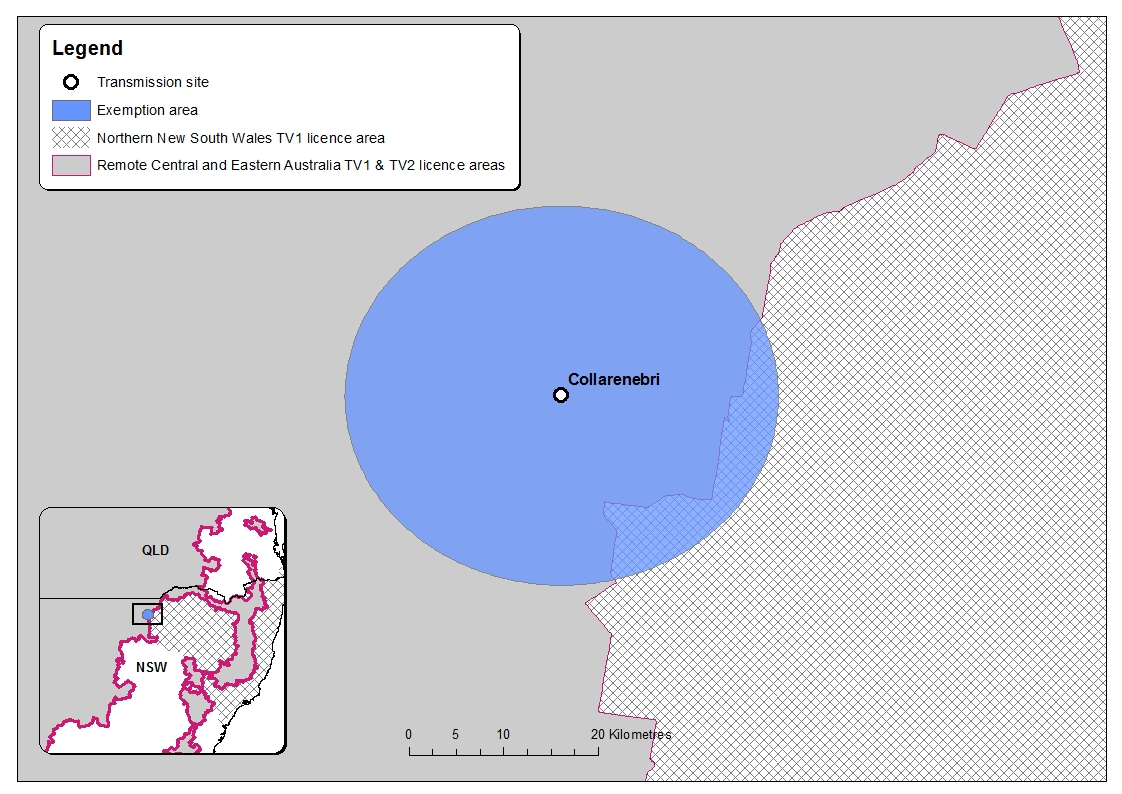 Legend
Transmission site
Exemption area
Northern New South Wales TV1 licence area
Remote Central and Eastern Australia TV1 & TV2 licence areas
Collarenebri
QLD
NSW
0 5 10 20 Kilometres